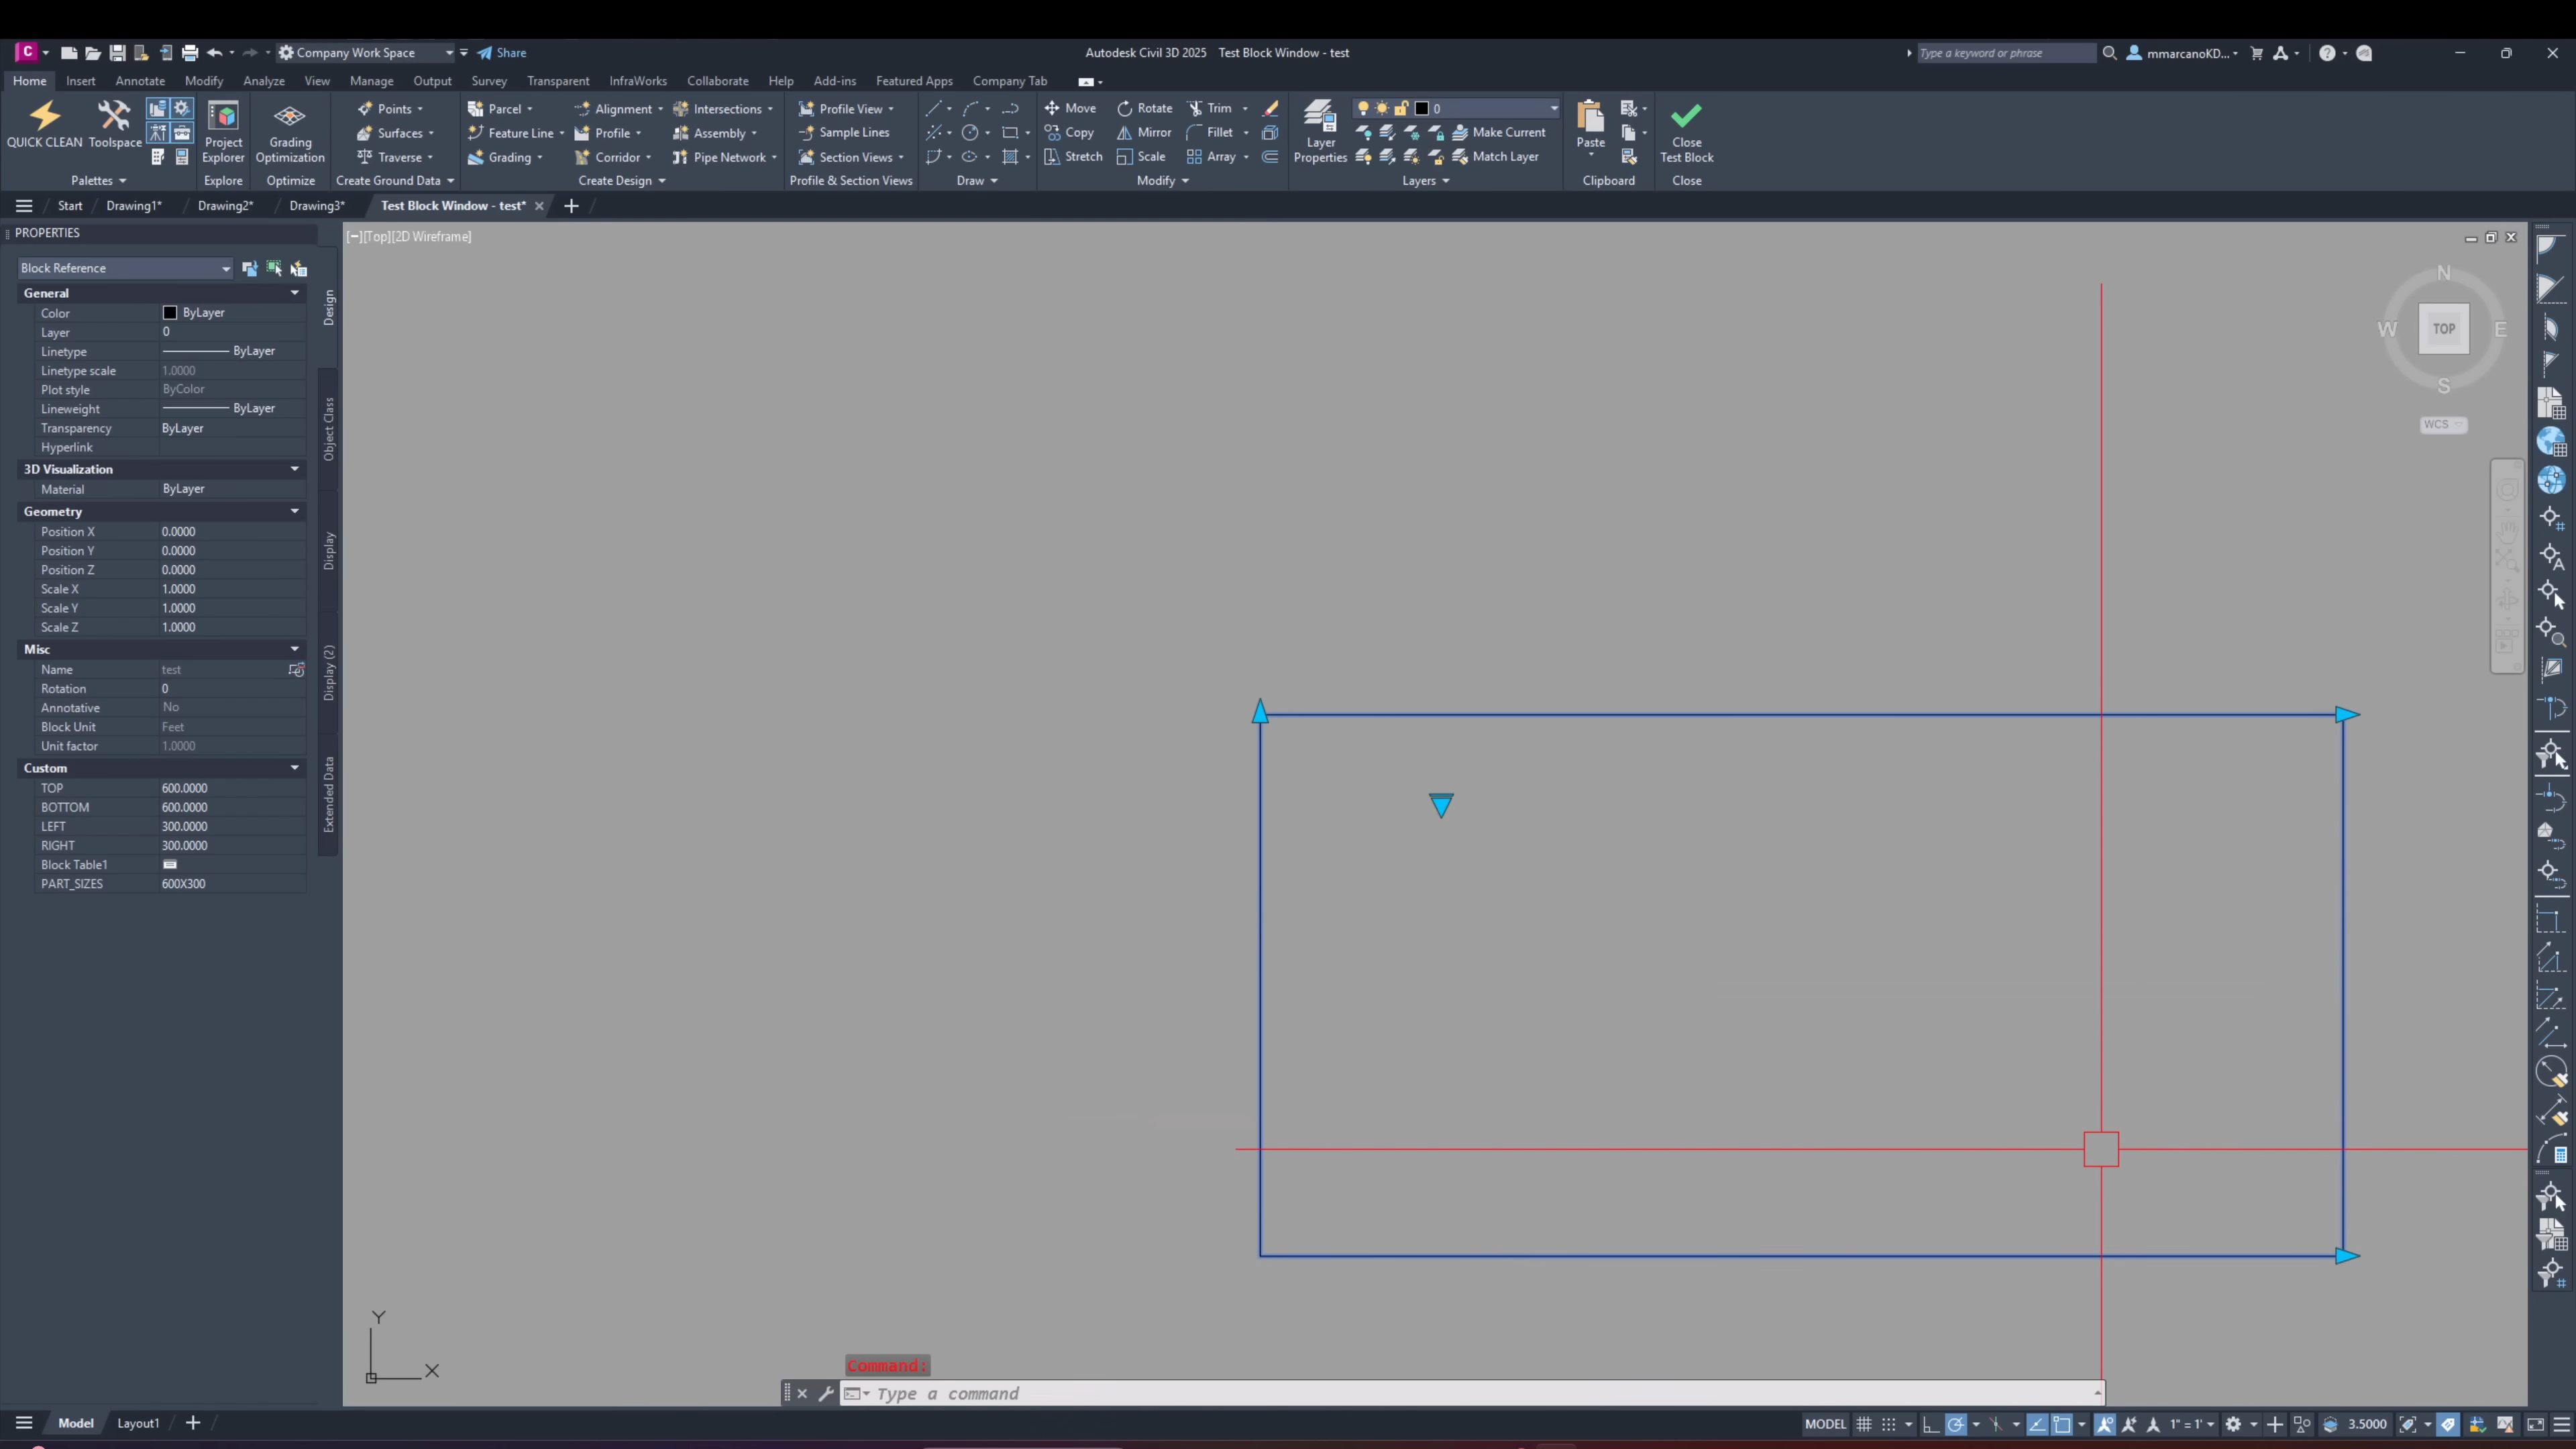 Company Work Space
Share
Autodesk Civil 3D 2025 Test Block Window - test
Type a keyword or phrase
mmarcanoKD...
Home Insert Annotate Modify Analyze View Manage Output Survey Transparent InfraWorks Collaborate Help Add-ins Featured Apps Company Tab
QUICK CLEAN
Toolspace
Palettes
Project
Explorer
Explore
Grading
Optimization
Optimize
Points
Surfaces
Traverse
Create Ground Data
Parcel
Feature Line
Grading
Alignment
Profile
Corridor
Intersections
Assembly
Pipe Network
Create Design
Profile View
Sample Lines
Section Views
Profile & Section Views
Draw
Move
Copy
Stretch
Rotate
Mirror
Scale
Trim
Fillet
Array
Modify
Layer
Properties
0
Make Current
Match Layer
Layers
Paste
Clipboard
Close
Test Block
Close
Start Drawing1* Drawing2* Drawing3* Test Block Window - test*
PROPERTIES
Block Reference
General
Color ByLayer
Layer 0
Linetype ByLayer
Linetype scale 1.0000
Plot style ByColor
Lineweight ByLayer
Transparency ByLayer
Hyperlink
3D Visualization
Material ByLayer
Geometry
Position X 0.0000
Position Y 0.0000
Position Z 0.0000
Scale X 1.0000
Scale Y 1.0000
Scale Z 1.0000
Misc
Name test
Rotation 0
Annotative No
Block Unit Feet
Unit factor 1.0000
Custom
TOP 600.0000
BOTTOM 600.0000
LEFT 300.0000
RIGHT 300.0000
Block Table1
PART_SIZES 600X300
Design
Object Class
Display
Display (2)
Extended Data
[−][Top][2D Wireframe]
N
W TOP E
S
WCS
Y
X
Command:
Type a command
Model Layout1
MODEL 1" = 1' 3.5000